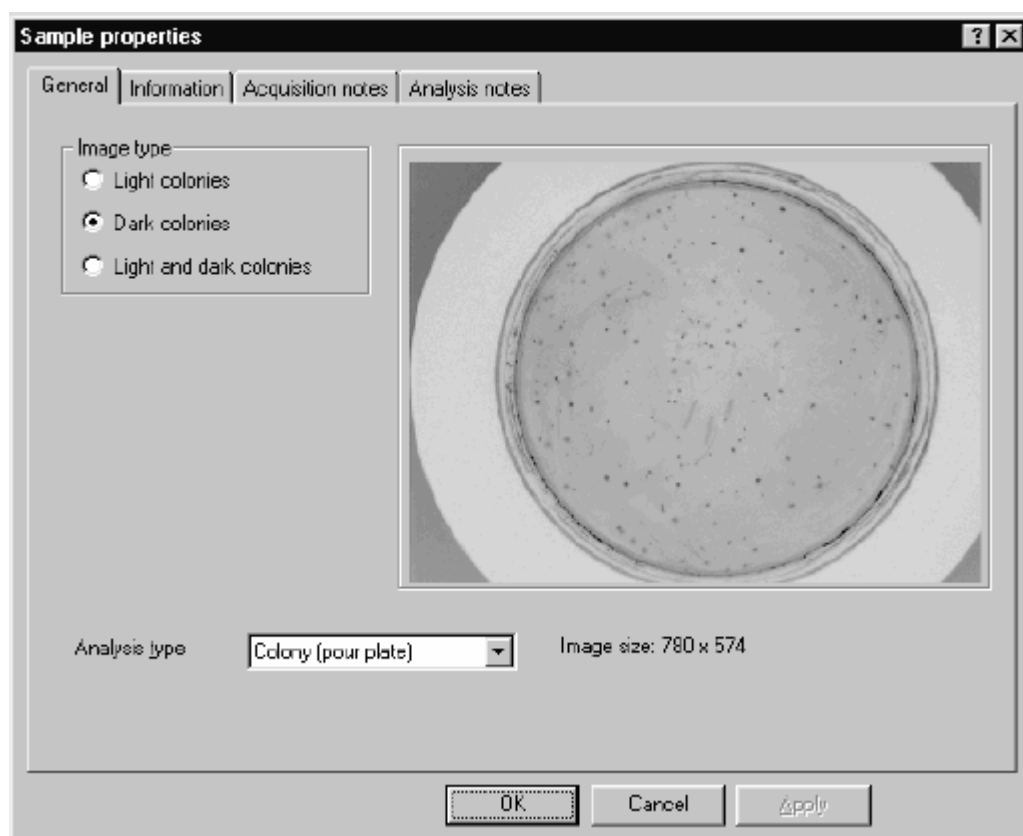 Sample properties
General Information Acquisition notes Analysis notes
Image type
Light colonies
Dark colonies
Light and dark colonies
Analysis type Colony (pour plate) Image size: 780 x 574
OK Cancel Apply